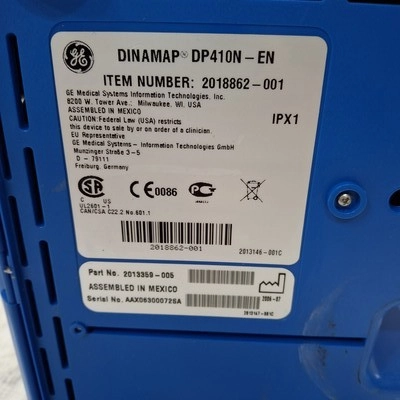 GE
DINAMAP® DP410N-EN
ITEM NUMBER: 2018862-001
GE Medical Systems Information Technologies, Inc.
8200 W. Tower Ave.; Milwaukee, WI. USA
ASSEMBLED IN MEXICO
CAUTION:Federal Law (USA) restricts
this device to sale by or on order of a clinician.
IPX1
EU Representative
GE Medical Systems - Information Technologies GmbH
Munzinger Straße 3-5
D - 79111
Freiburg, Germany
C US
UL2601-1
CAN/CSA C22.2 No.601.1
CE 0086
2018862-001
2013146-001C
Part No. 2013359-005
ASSEMBLED IN MEXICO
Serial No. AAX06300072SA
2006-07